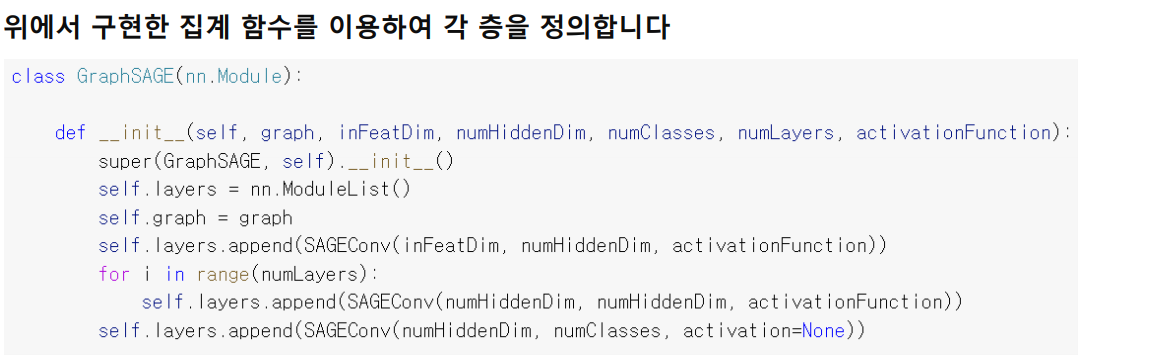 위에서 구현한 집계 함수를 이용하여 각 층을 정의합니다
class GraphSAGE(nn.Module):
    def __init__(self, graph, inFeatDim, numHiddenDim, numClasses, numLayers, activationFunction):
        super(GraphSAGE, self).__init__()
        self.layers = nn.ModuleList()
        self.graph = graph
        self.layers.append(SAGEConv(inFeatDim, numHiddenDim, activationFunction))
        for i in range(numLayers):
            self.layers.append(SAGEConv(numHiddenDim, numHiddenDim, activationFunction))
        self.layers.append(SAGEConv(numHiddenDim, numClasses, activation=None))